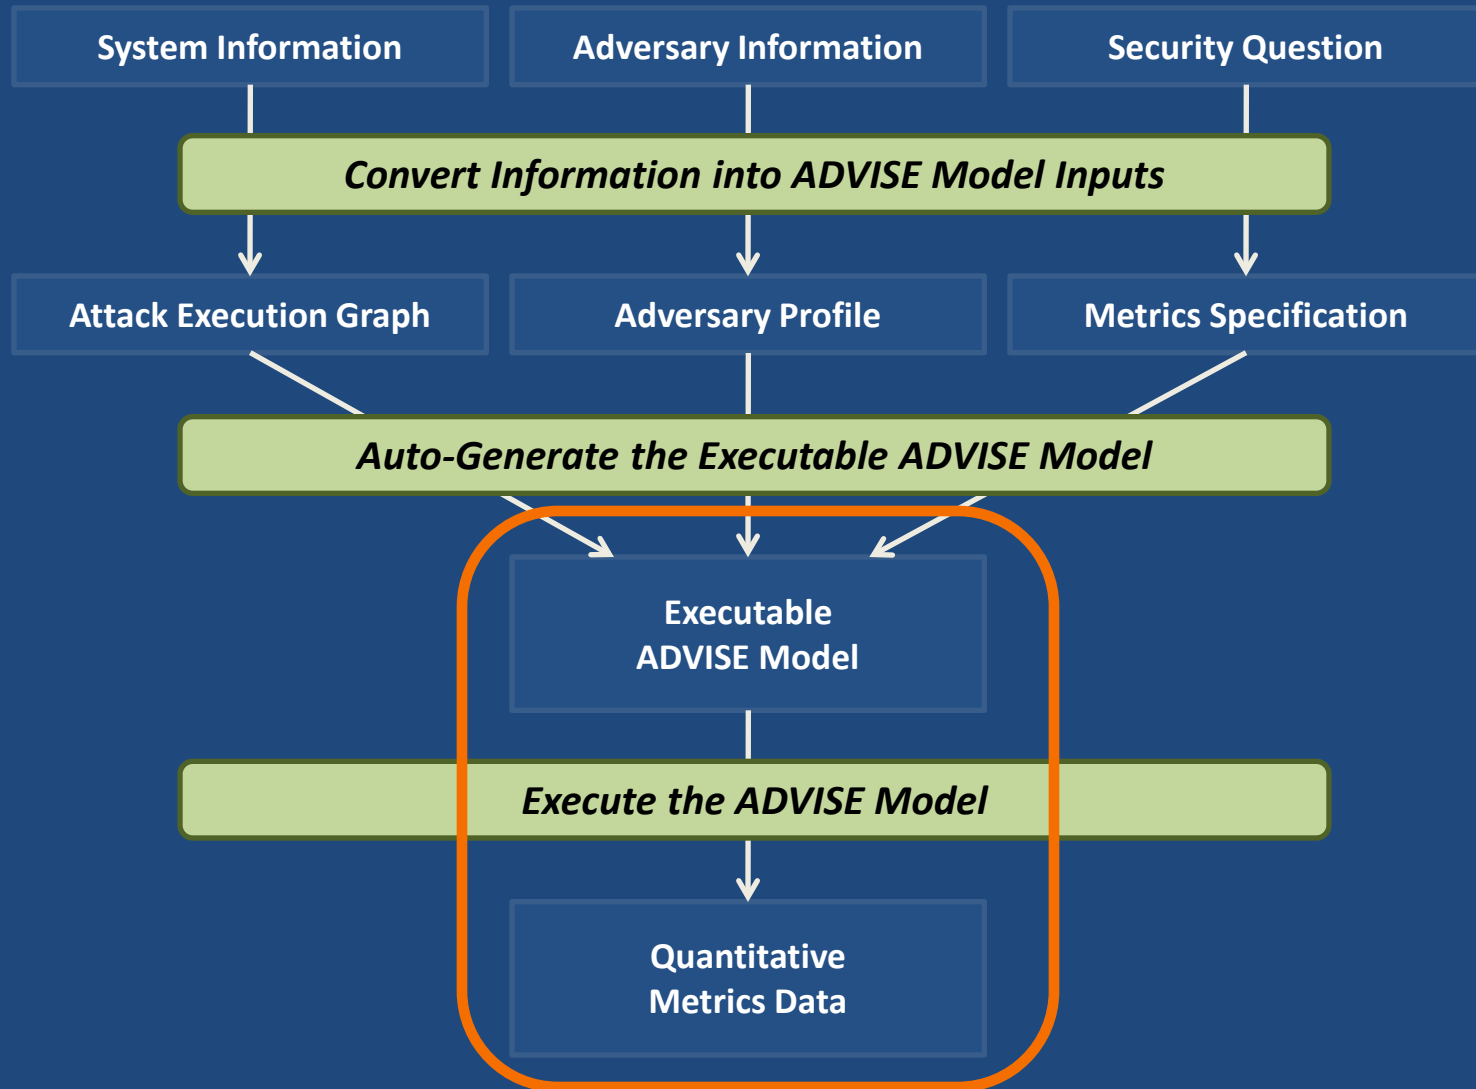 System Information
Adversary Information
Security Question
Convert Information into ADVISE Model Inputs
Attack Execution Graph
Adversary Profile
Metrics Specification
Auto-Generate the Executable ADVISE Model
Executable
ADVISE Model
Execute the ADVISE Model
Quantitative
Metrics Data